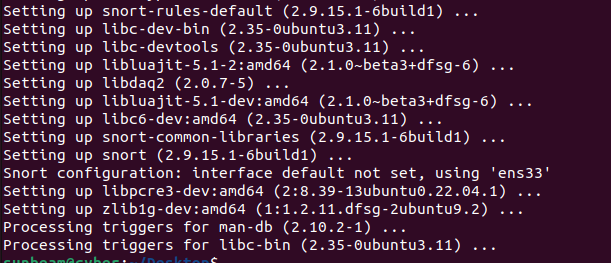 Setting up snort-rules-default (2.9.15.1-6build1) ...
Setting up libc-dev-bin (2.35-0ubuntu3.11) ...
Setting up libc-devtools (2.35-0ubuntu3.11) ...
Setting up libluajit-5.1-2:amd64 (2.1.0~beta3+dfsg-6) ...
Setting up libdaq2 (2.0.7-5) ...
Setting up libluajit-5.1-dev:amd64 (2.1.0~beta3+dfsg-6) ...
Setting up libc6-dev:amd64 (2.35-0ubuntu3.11) ...
Setting up snort-common-libraries (2.9.15.1-6build1) ...
Setting up snort (2.9.15.1-6build1) ...
Snort configuration: interface default not set, using 'ens33'
Setting up libpcre3-dev:amd64 (2:8.39-13ubuntu0.22.04.1) ...
Setting up zlib1g-dev:amd64 (1:1.2.11.dfsg-2ubuntu9.2) ...
Processing triggers for man-db (2.10.2-1) ...
Processing triggers for libc-bin (2.35-0ubuntu3.11) ...